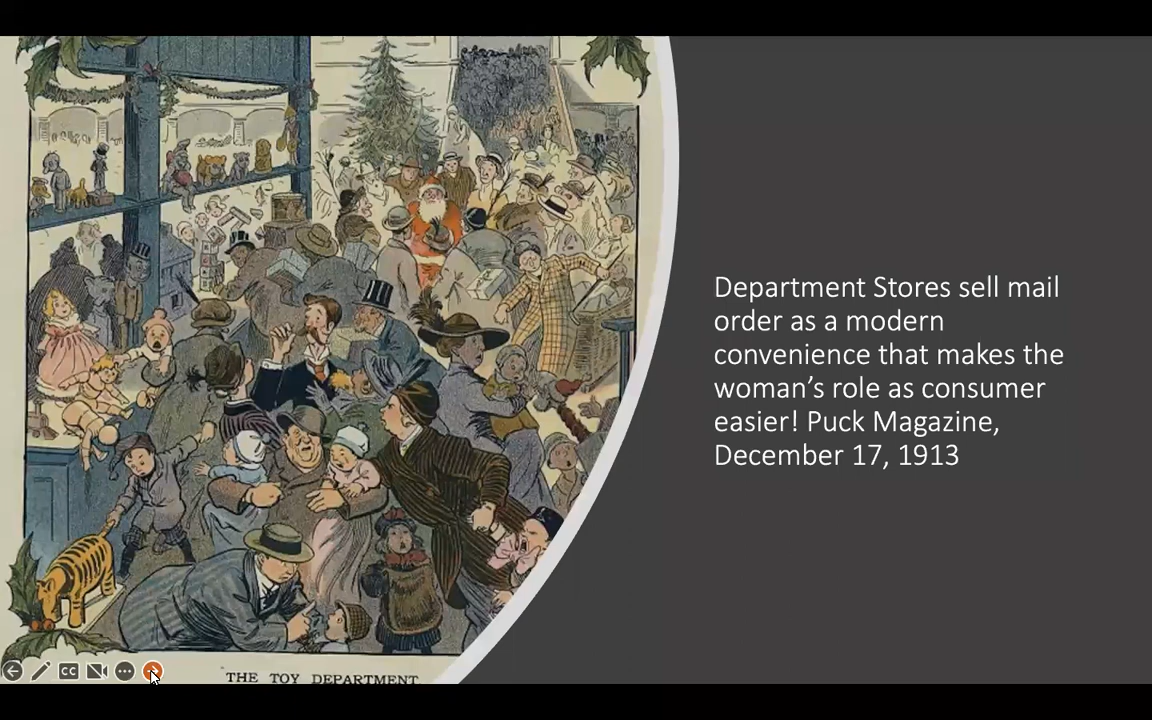 Department Stores sell mail
order as a modern
convenience that makes the
woman’s role as consumer
easier! Puck Magazine,
December 17, 1913
CC
THE TOY DEPARTMENT